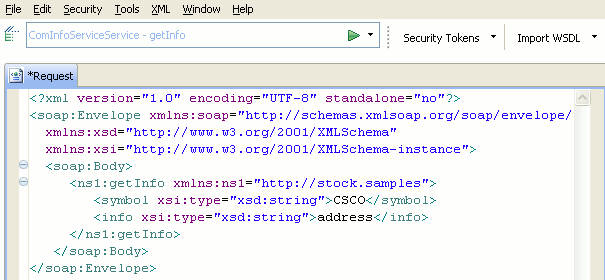 File Edit Security Tools XML Window Help
ComInfoServiceService - getInfo Security Tokens Import WSDL
*Request
<?xml version="1.0" encoding="UTF-8" standalone="no"?>
<soap:Envelope xmlns:soap="http://schemas.xmlsoap.org/soap/envelope/
xmlns:xsd="http://www.w3.org/2001/XMLSchema"
xmlns:xsi="http://www.w3.org/2001/XMLSchema-instance">
<soap:Body>
<ns1:getInfo xmlns:ns1="http://stock.samples">
<symbol xsi:type="xsd:string">CSCO</symbol>
<info xsi:type="xsd:string">address</info>
</ns1:getInfo>
</soap:Body>
</soap:Envelope>